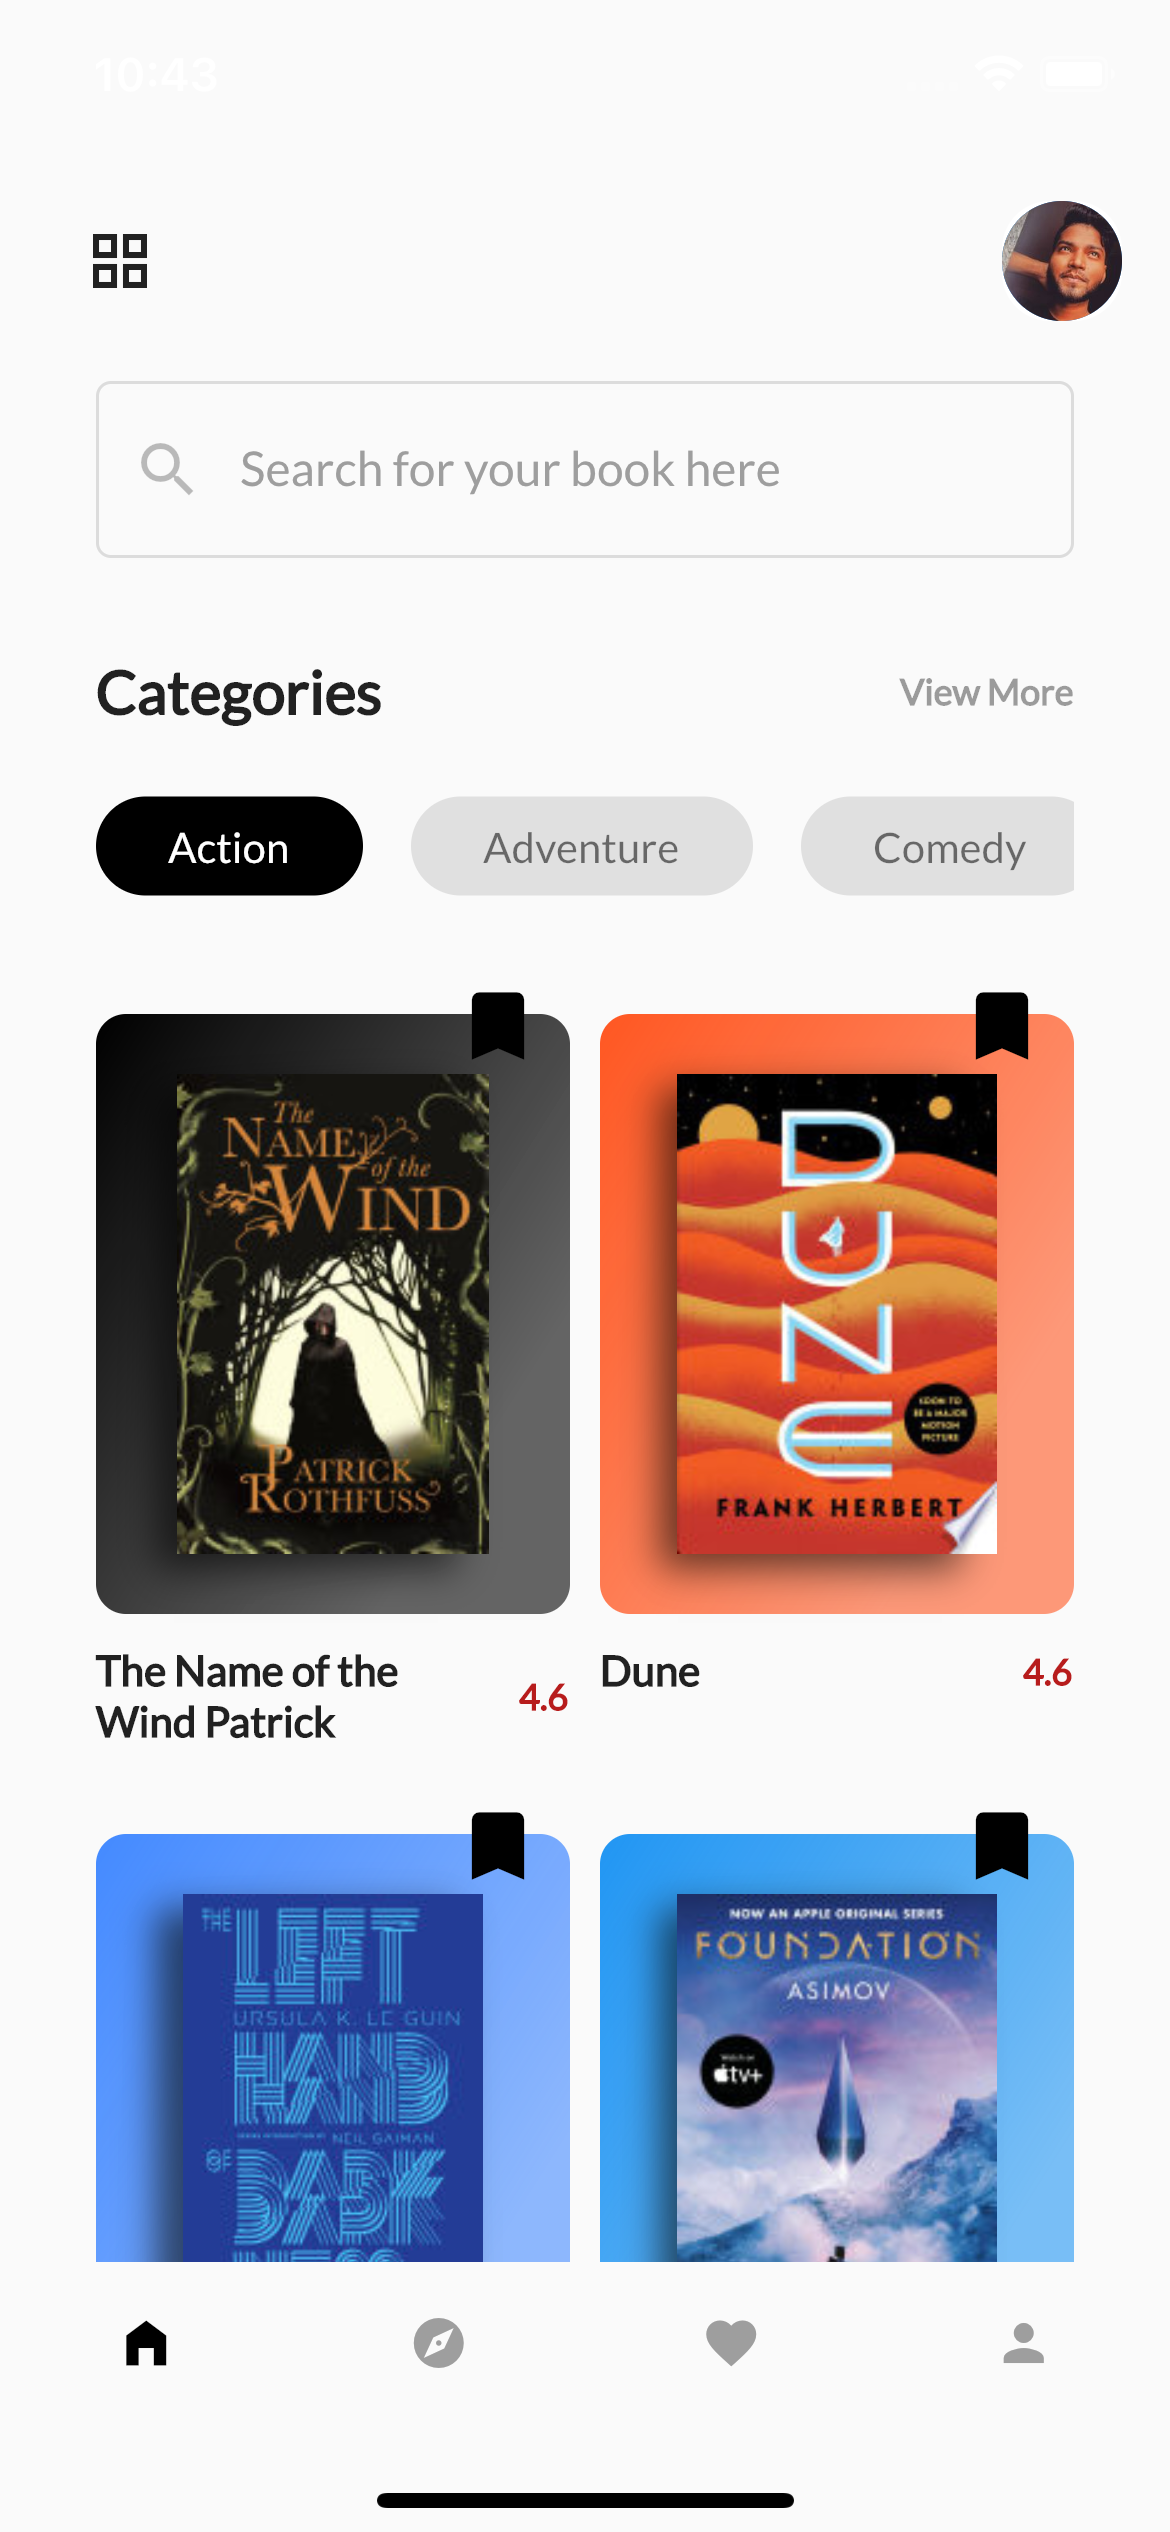 10:43
Search for your book here
Categories
View More
Action
Adventure
Comedy
The
NAME
of the
WIND
PATRICK
ROTHFUSS
DUNE
SOON TO
BE A MAJOR
MOTION
PICTURE
FRANK HERBERT
The Name of the
Wind Patrick
4.6
Dune
4.6
THE
LEFT
URSULA K. LE GUIN
HAND
NEIL GAIMAN
OF
DARK
NOW AN APPLE ORIGINAL SERIES
FOUNDATION
ASIMOV
tv+